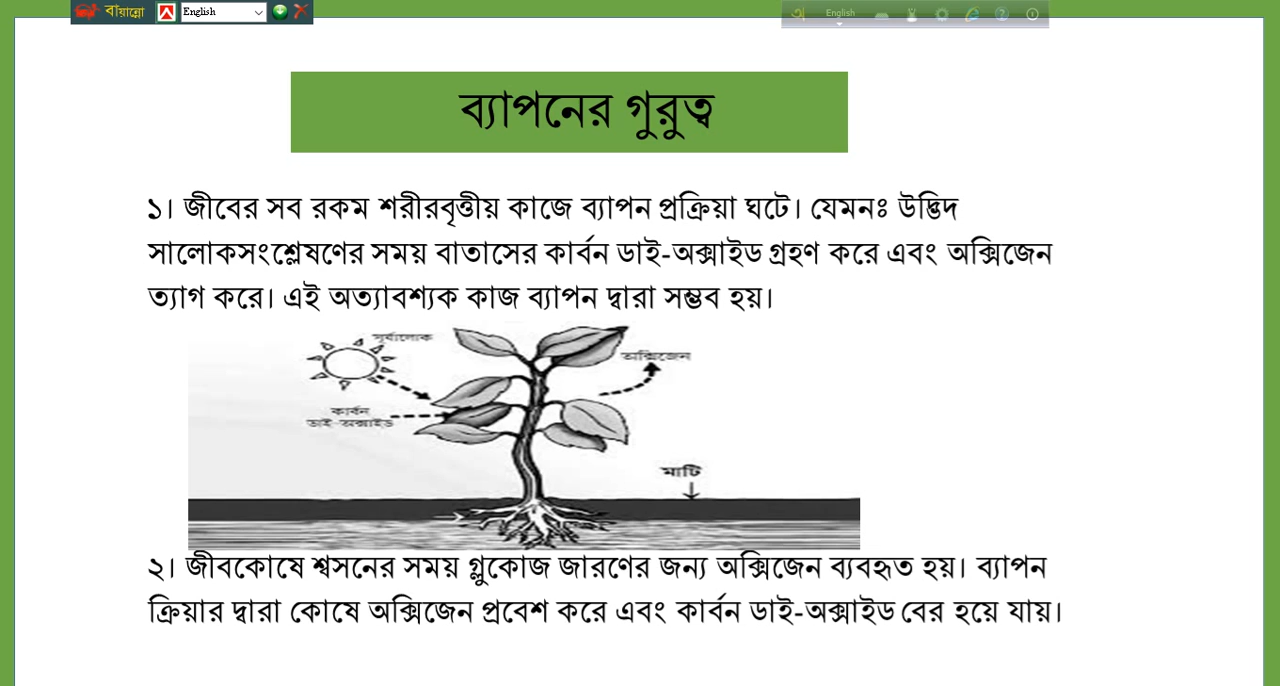 বায়ান্নো
English
অ
English
ব্যাপনের গুরুত্ব
১। জীবের সব রকম শরীরবৃত্তীয় কাজে ব্যাপন প্রক্রিয়া ঘটে। যেমনঃ উদ্ভিদ
সালোকসংশ্লেষণের সময় বাতাসের কার্বন ডাই-অক্সাইড গ্রহণ করে এবং অক্সিজেন
ত্যাগ করে। এই অত্যাবশ্যক কাজ ব্যাপন দ্বারা সম্ভব হয়।
সূর্যালোক
অক্সিজেন
কার্বন
ডাই-অক্সাইড
মাটি
২। জীবকোষে শ্বসনের সময় গ্লুকোজ জারণের জন্য অক্সিজেন ব্যবহৃত হয়। ব্যাপন
ক্রিয়ার দ্বারা কোষে অক্সিজেন প্রবেশ করে এবং কার্বন ডাই-অক্সাইড বের হয়ে যায়।